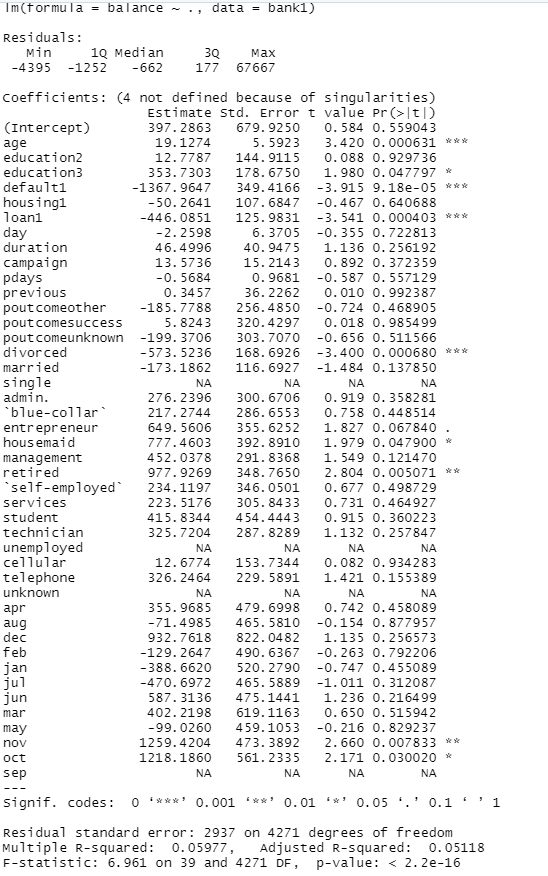 lm(formula = balance ~ ., data = bank1)
Residuals:
Min 1Q Median 3Q Max
-4395 -1252 -662 177 67667
Coefficients: (4 not defined because of singularities)
Estimate Std. Error t value Pr(>|t|)
(Intercept) 397.2863 679.9250 0.584 0.559043
age 19.1274 5.5923 3.420 0.000631 ***
education2 12.7787 144.9115 0.088 0.929736
education3 353.7303 178.6750 1.980 0.047797 *
default1 -1367.9647 349.4166 -3.915 9.18e-05 ***
housing1 -50.2641 107.6847 -0.467 0.640688
loan1 -446.0851 125.9831 -3.541 0.000403 ***
day -2.2598 6.3705 -0.355 0.722813
duration 46.4996 40.9475 1.136 0.256192
campaign 13.5736 15.2143 0.892 0.372359
pdays -0.5684 0.9681 -0.587 0.557129
previous 0.3457 36.2262 0.010 0.992387
poutcomeother -185.7788 256.4850 -0.724 0.468905
poutcomesuccess 5.8243 320.4297 0.018 0.985499
poutcomeunknown -199.3706 303.7070 -0.656 0.511566
divorced -573.5236 168.6926 -3.400 0.000680 ***
married -173.1862 116.6927 -1.484 0.137850
single NA NA NA NA
admin. 276.2396 300.6706 0.919 0.358281
`blue-collar` 217.2744 286.6553 0.758 0.448514
entrepreneur 649.5606 355.6252 1.827 0.067840 .
housemaid 777.4603 392.8910 1.979 0.047900 *
management 452.0378 291.8368 1.549 0.121470
retired 977.9269 348.7650 2.804 0.005071 **
`self-employed` 234.1197 346.0501 0.677 0.498729
services 223.5176 305.8433 0.731 0.464927
student 415.8344 454.4443 0.915 0.360223
technician 325.7204 287.8289 1.132 0.257847
unemployed NA NA NA NA
cellular 12.6774 153.7344 0.082 0.934283
telephone 326.2464 229.5891 1.421 0.155389
unknown NA NA NA NA
apr 355.9685 479.6998 0.742 0.458089
aug -71.4985 465.5810 -0.154 0.877957
dec 932.7618 822.0482 1.135 0.256573
feb -129.2647 490.6367 -0.263 0.792206
jan -388.6620 520.2790 -0.747 0.455089
jul -470.6972 465.5889 -1.011 0.312087
jun 587.3136 475.1441 1.236 0.216499
mar 402.2198 619.1163 0.650 0.515942
may -99.0260 459.1053 -0.216 0.829237
nov 1259.4204 473.3892 2.660 0.007833 **
oct 1218.1860 561.2335 2.171 0.030020 *
sep NA NA NA NA
---
Signif. codes: 0 ‘***’ 0.001 ‘**’ 0.01 ‘*’ 0.05 ‘.’ 0.1 ‘ ’ 1
Residual standard error: 2937 on 4271 degrees of freedom
Multiple R-squared: 0.05977, Adjusted R-squared: 0.05118
F-statistic: 6.961 on 39 and 4271 DF, p-value: < 2.2e-16